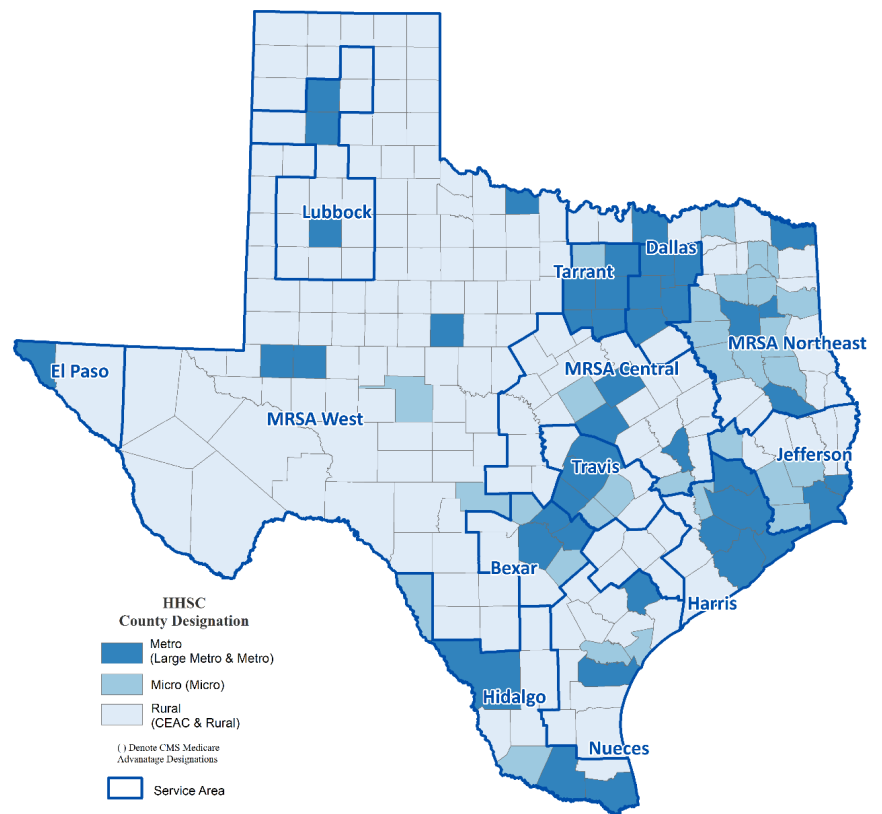 Lubbock
Dallas
Tarrant
MRSA Northeast
MRSA Central
El Paso
MRSA West
Jefferson
Travis
Bexar
Harris
Hidalgo
Nueces
HHSC
County Designation
Metro
(Large Metro & Metro)
Micro (Micro)
Rural
(CEAC & Rural)
( ) Denote CMS Medicare
Advanatage Designations
Service Area